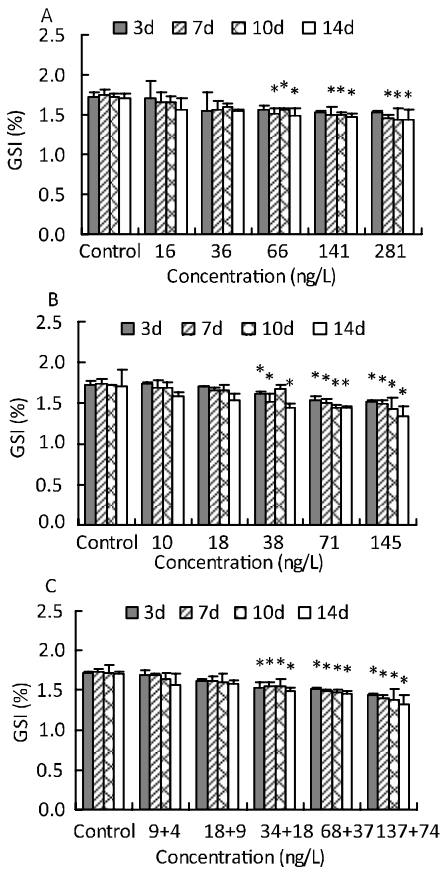 A
3d 7d 10d 14d
2.5
2.0
1.5
1.0
0.5
0.0
GSI (%)
*** *** ***
Control 16 36 66 141 281
Concentration (ng/L)
B
3d 7d 10d 14d
2.5
2.0
1.5
1.0
0.5
0.0
GSI (%)
*** **** ****
Control 10 18 38 71 145
Concentration (ng/L)
C
3d 7d 10d 14d
2.5
2.0
1.5
1.0
0.5
0.0
GSI (%)
**** **** ****
Control 9+4 18+9 34+18 68+37 137+74
Concentration (ng/L)